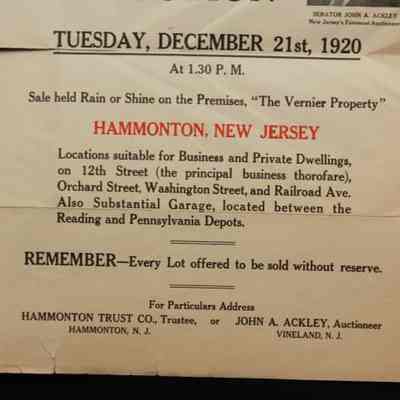 SENATOR JOHN A. ACKLEY
New Jersey's Foremost Auctioneer
TUESDAY, DECEMBER 21st, 1920
At 1.30 P. M.
Sale held Rain or Shine on the Premises, "The Vernier Property"
HAMMONTON, NEW JERSEY
Locations suitable for Business and Private Dwellings,
on 12th Street (the principal business thorofare),
Orchard Street, Washington Street, and Railroad Ave.
Also Substantial Garage, located between the
Reading and Pennsylvania Depots.
REMEMBER—Every Lot offered to be sold without reserve.
For Particulars Address
HAMMONTON TRUST CO., Trustee, or JOHN A. ACKLEY, Auctioneer
HAMMONTON, N. J. VINELAND, N. J.